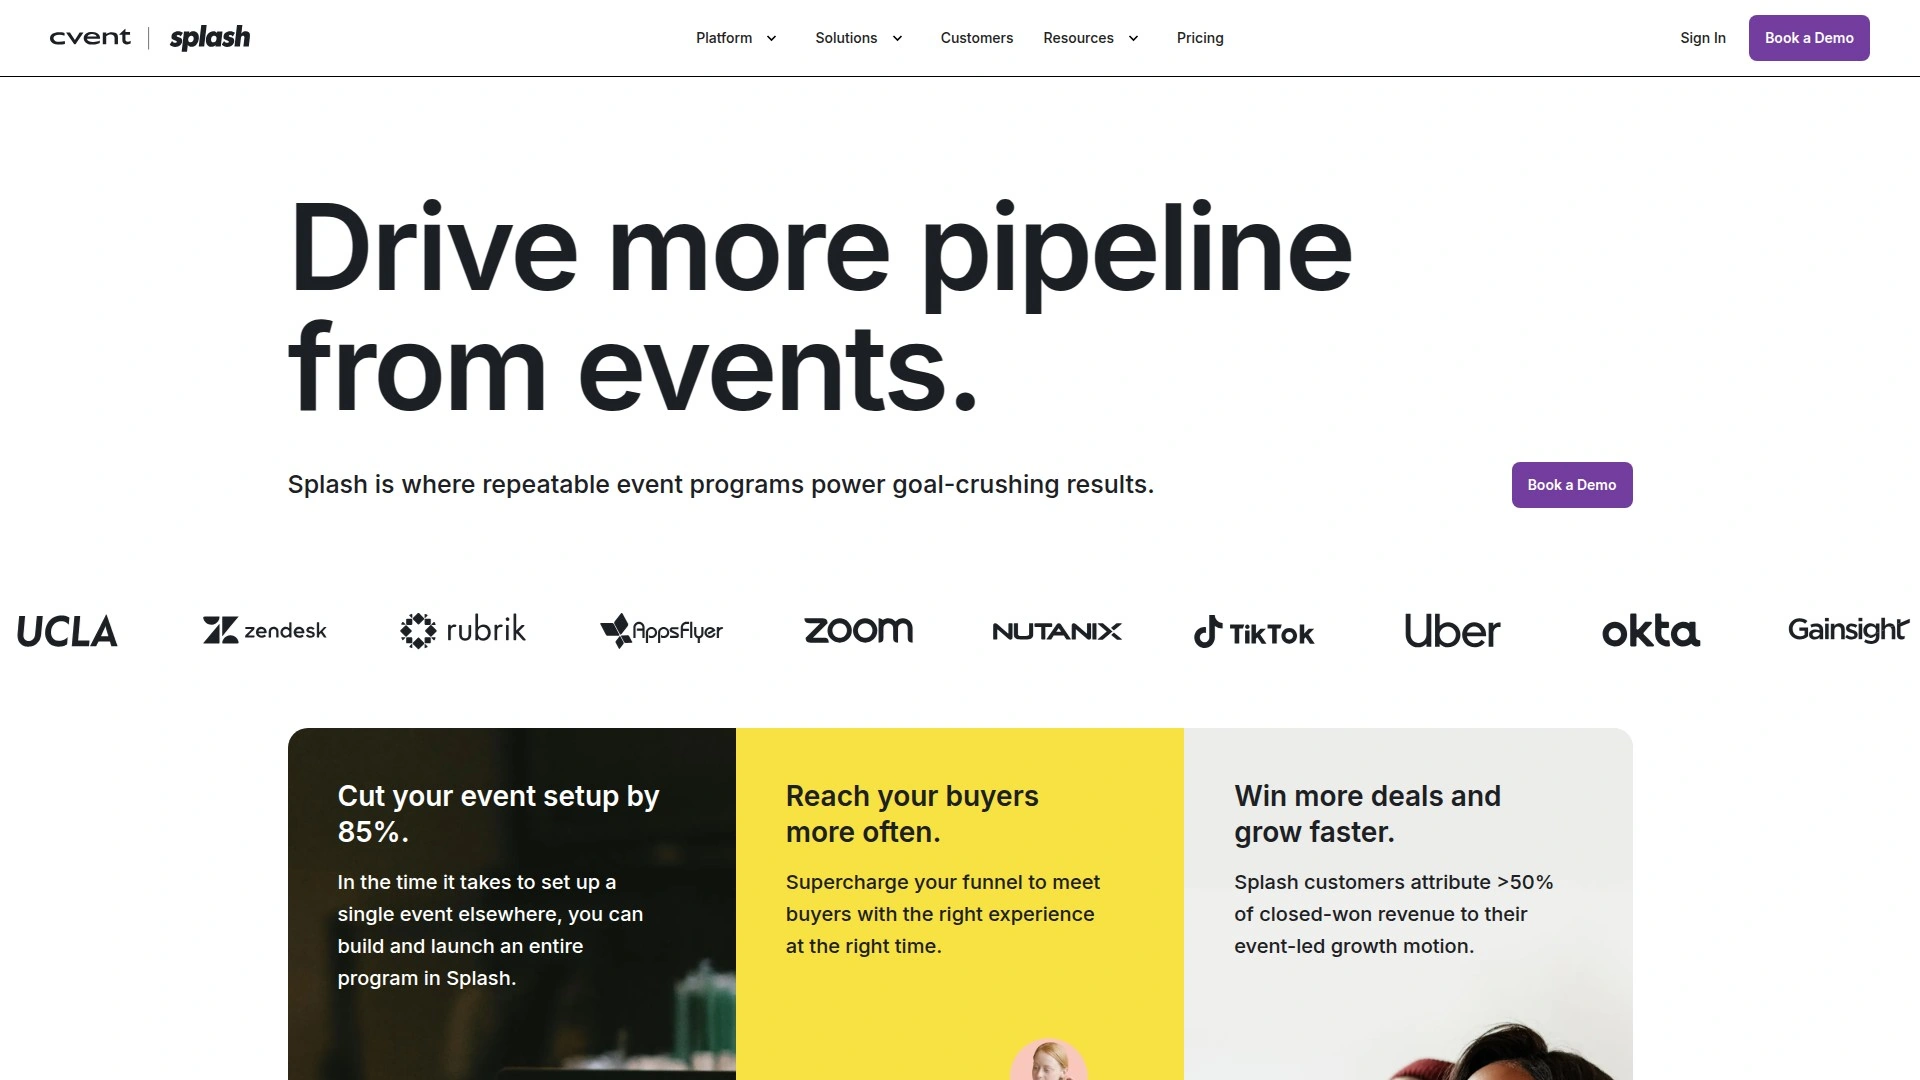 cvent | splash
Platform
Solutions
Customers
Resources
Pricing
Sign In
Book a Demo
Drive more pipeline
from events.
Splash is where repeatable event programs power goal-crushing results.
Book a Demo
UCLA
zendesk
rubrik
AppsFlyer
zoom
NUTANIX
TikTok
Uber
okta
Gainsight
Cut your event setup by
85%.
In the time it takes to set up a
single event elsewhere, you can
build and launch an entire
program in Splash.
Reach your buyers
more often.
Supercharge your funnel to meet
buyers with the right experience
at the right time.
Win more deals and
grow faster.
Splash customers attribute >50%
of closed-won revenue to their
event-led growth motion.